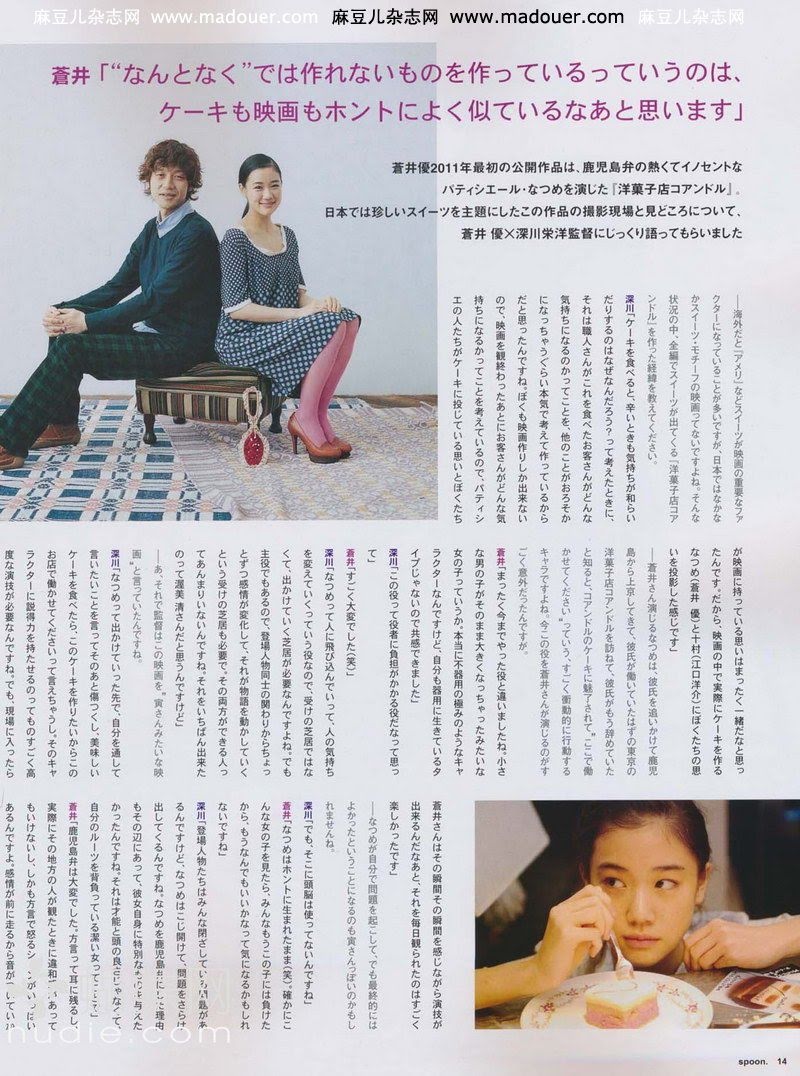 麻豆儿杂志网 www.madouer.com 麻豆儿杂志网 www.madouer.com 麻豆儿杂志网 www.madouer.com
蒼井「“なんとなく”では作れないものを作っているっていうのは、
ケーキも映画もホントによく似ているなあと思います」
蒼井優2011年最初の公開作品は、鹿児島弁の熱くてイノセントな
パティシエール・なつめを演じた『洋菓子店コアンドル』。
日本では珍しいスイーツを主題にしたこの作品の撮影現場と見どころについて、
蒼井 優×深川栄洋監督にじっくり語ってもらいました
――海外だと『アメリ』などスイーツが映画の重要なファ
クターになっていることが多いですが、日本ではなかな
かスイーツ・モチーフの映画ってないですよね。そんな
状況の中、全編でスイーツが出てくる『洋菓子店コア
ンドル』を作った経緯を教えてください。
深川「ケーキを食べると、辛いときも気持ちが和らい
だりするのはなぜなんだろう？って考えたときに、
それは職人さんがこれを食べたお客さんがどんな
気持ちになるのかってことを、他のことがおろそか
になっちゃうぐらい本気で考えて作っているから
だと思ったんですね。ぼくも映画作りしか出来ない
ので、映画を観終わったあとにお客さんがどんな気
持ちになるかってことを考えているので、パティシ
エの人たちがケーキに投じている思いとぼくたち
が映画に持っている思いはまったく一緒だなと思っ
たんです。だから、映画の中で実際にケーキを作る
なつめ（蒼井 優）と十村（江口洋介）にぼくたちの思
いを投影した感じです」
――蒼井さん演じるなつめは、彼氏を追いかけて鹿児
島から上京してきて、彼氏が働いていたはずの東京の
洋菓子店コアンドルを訪ねて、彼氏がもう辞めていた
と知ると、“コアンドルのケーキに魅了されて、“ここで働
かせてください”っていう、すごく衝動的に行動する
キャラですよね。今この役を蒼井さんが演じるのがす
ごく意外だったんですが。
蒼井「まったく今までやった役と違いましたね。小さ
な男の子がそのまま大きくなっちゃったみたいな
女の子っていうか。本当に不器用の極みのようなキャ
ラクターなんですけど、自分も器用に生きているタ
イプじゃないので共感できました」
深川「この役って役者に負担がかかる役だなって思っ
て」
蒼井「すごく大変でした（笑）」
深川「なつめって人に飛び込んでいって、人の気持ち
を変えていくっていう役なので、受けの芝居ではな
くて、出かけていく芝居が必要なんですよね。でも
主役でもあるので、登場人物同士の関わりからちょっ
とずつ感情が変化して、それが物語を動かしていく
という受けの芝居も必要で。その両方ができる人っ
てあんまりいないんですね。それをいちばん出来た
のって渥美 清さんだと思うんですけど」
――あ、それで監督はこの映画を、“寅さんみたいな映
画”と言っていたんですね
深川「なつめって出かけていった先で、自分を通して
言いたいことを言ってそのあと傷つくし、美味しい
ケーキを食べたら、このケーキを作りたいからこの
お店で働かせてくださいって言えちゃうし。そのキャ
ラクターに説得力を持たせるのってものすごく高
度な演技が必要なんですね。でも、現場に入ったら
蒼井さんはその瞬間その瞬間を感じながら演技が
出来るんだなあと、それを毎日観られたのはすごく
楽しかったです」
――なつめが自分で問題を起こして、でも最終的には
よかったということになるのも寅さんっぽいのかもし
れませんね。
深川「でも、そこに頭脳は使ってないんですね」
蒼井「なつめはホントに生まれたまま（笑）。確かにこ
んな女の子を見たら、みんなもうこの子には負けた
から、もうなんでもいいかなって気になるかもしれ
ないですね」
深川「登場人物たちはみんな閉ざしている問題があ
るんですけど、なつめはこじ開けて、問題をさらけ
出してくるんですね。なつめを鹿児島弁にした理由
もその辺にあって、彼女自身に特別なものを与えた
かったんですね。それは才能と頭の良さじゃなくて、
自分のルーツを背負っている潔い女って
蒼井「鹿児島弁は大変でした。方言って耳に残るし、
実際にその地方の人が観たときに違和感があって
もいけないし、しかも方言で怒るシーンがいっぱい
あるんですよ。感情が前に走るから音が
nudie.com
spoon. 14